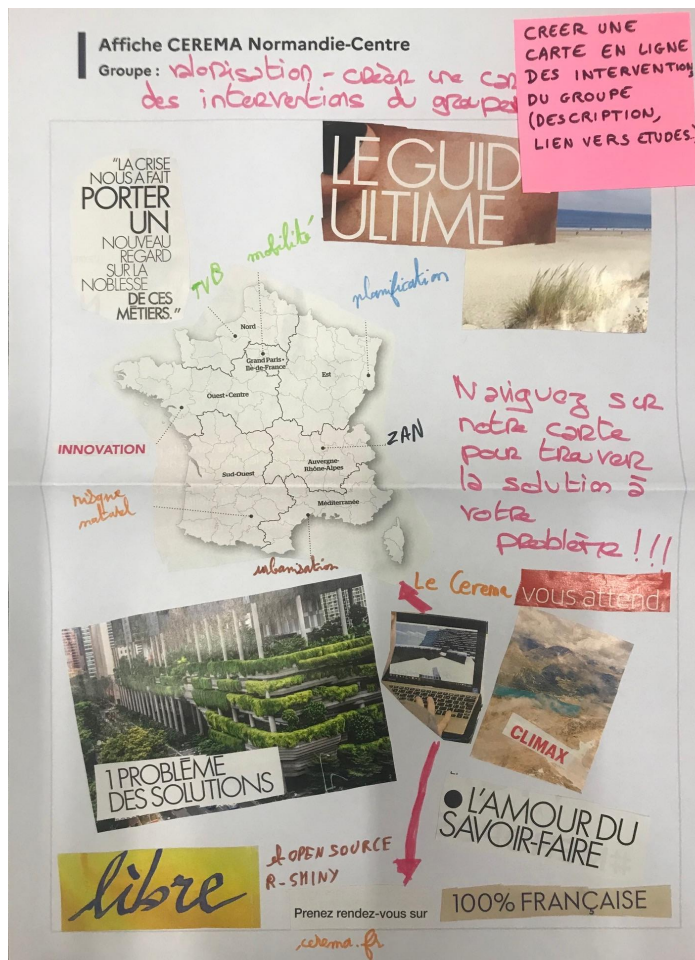 Affiche CEREMA Normandie-Centre
Groupe : valorisation - créer une car
des interventions du groupe
CREER UNE
CARTE EN LIGNE
DES INTERVENTION
DU GROUPE
(DESCRIPTION,
LIEN VERS ETUDES.)
"LA CRISE
NOUS A FAIT
PORTER
UN
NOUVEAU
REGARD
SUR LA
NOBLESSE
DE CES
MÉTIERS."
LE GUID
ULTIME
TVB
mobilité
planification
Nord
Grand Paris -
Ile-de-France
Est
Ouest-Centre
INNOVATION
ZAN
Auvergne-
Rhône-Alpes
Sud-Ouest
Méditerranée
risque
naturel
urbanisation
Naviguez sur
notre carte
pour trouver
la solution à
votre
problème !!!
Le Cerema
vous attend
1 PROBLÈME
DES SOLUTIONS
CLIMAX
L'AMOUR DU
SAVOIR-FAIRE
libre
& OPEN SOURCE
R-SHINY
100% FRANÇAISE
Prenez rendez-vous sur
cerema.fr